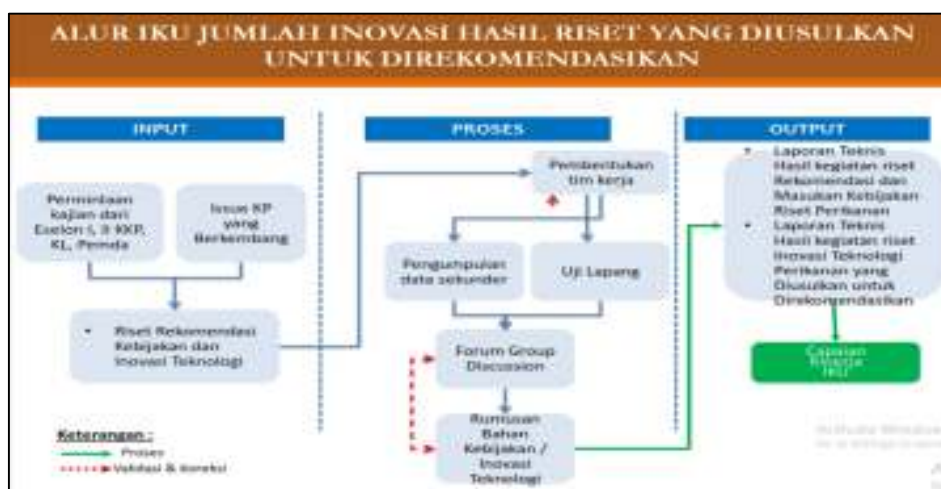 ALUR IKU JUMLAH INOVASI HASIL RISET YANG DIUSULKAN
UNTUK DIREKOMENDASIKAN
INPUT
Permintaan
kajian dari
Eselon I, II KKP,
KL, Pemda
Issue KP
yang
Berkembang
• Riset Rekomendasi
Kebijakan dan
Inovasi Teknologi
Keterangan :
Proses
Validasi & koreksi
PROSES
Pembentukan
tim kerja
Pengumpulan
data sekunder
Uji Lapang
Forum Group
Discussion
Rumusan
Bahan
Kebijakan /
Inovasi
Teknologi
OUTPUT
• Laporan Teknis
Hasil kegiatan riset
Rekomendasi dan
Masukan Kebijakan
Riset Perikanan
• Laporan Teknis
Hasil kegiatan riset
Inovasi Teknologi
Perikanan yang
Diusulkan untuk
Direkomendasikan
Capaian
Kinerja
IKU